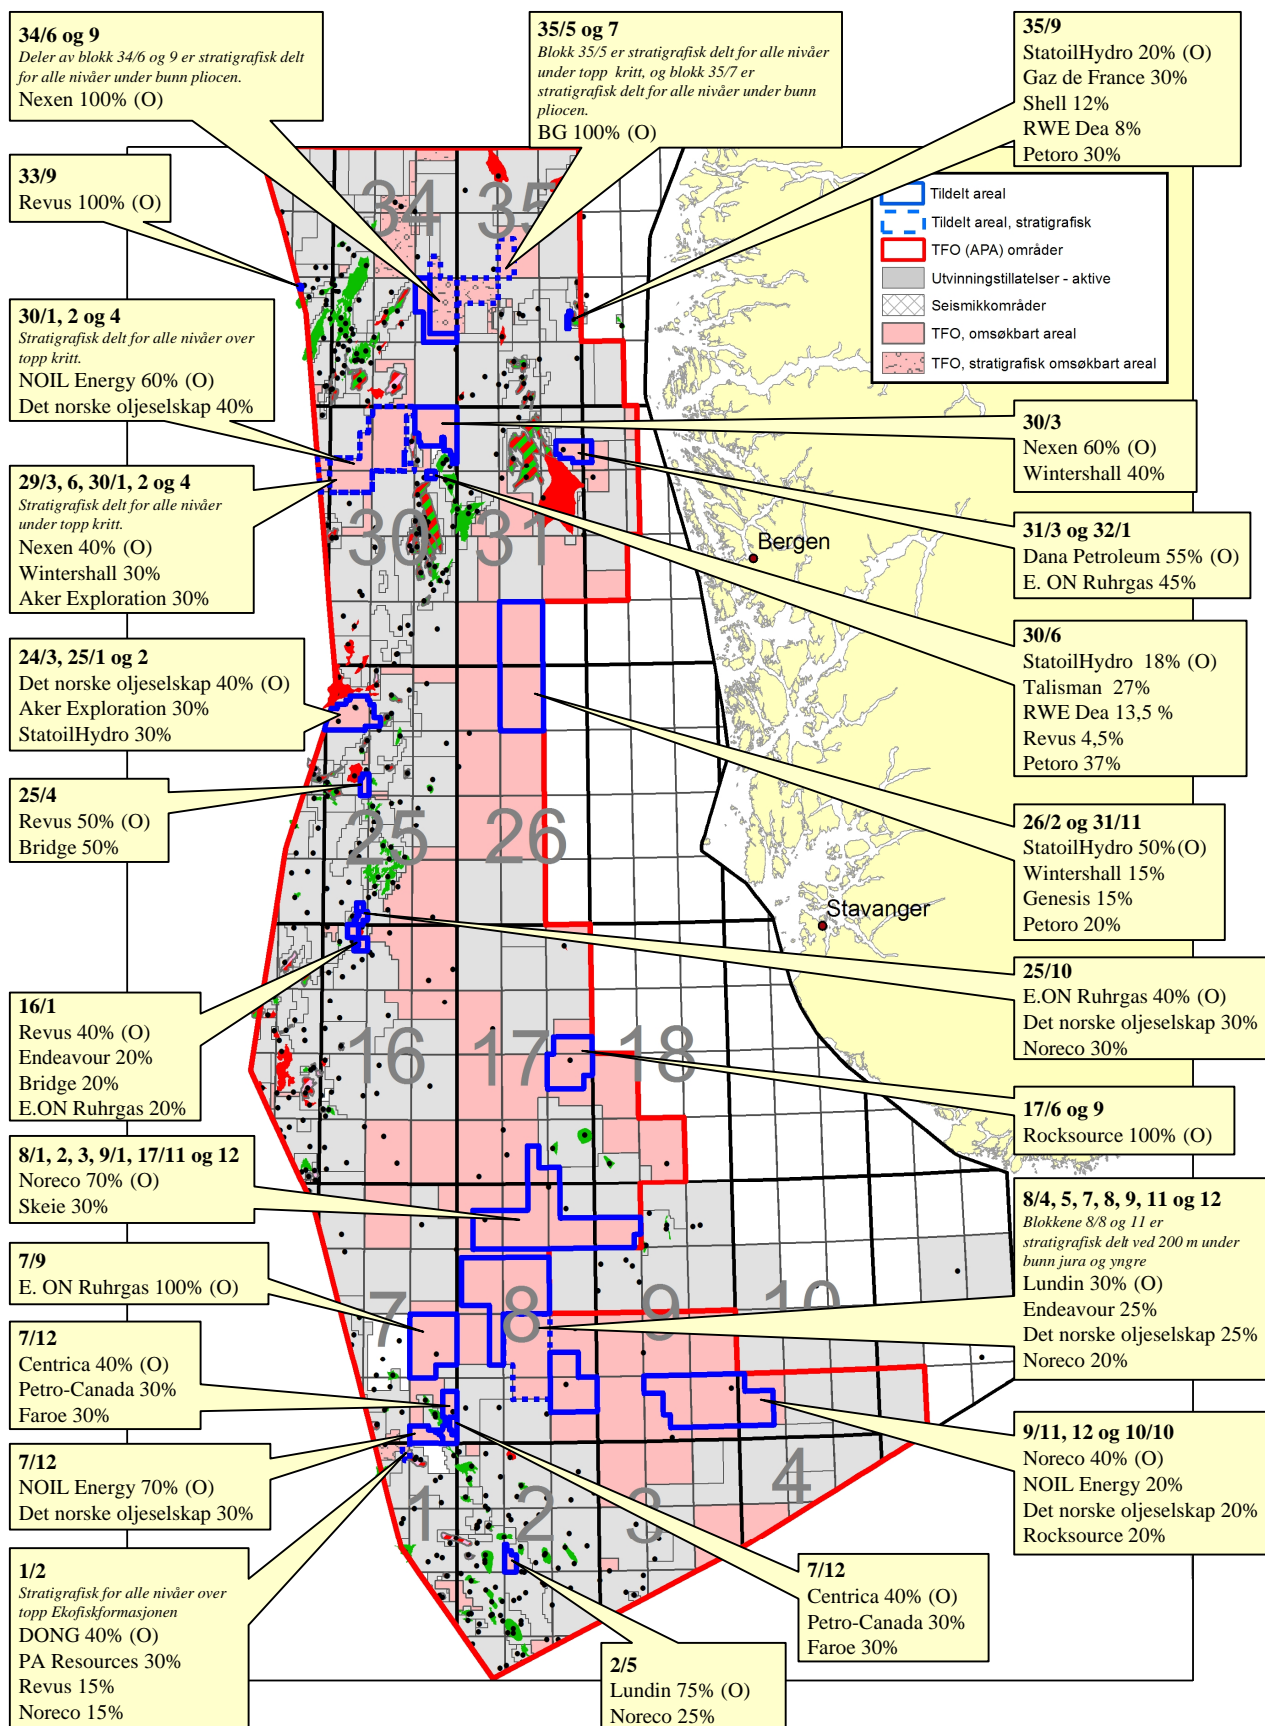 34/6 og 9
Deler av blokk 34/6 og 9 er stratigrafisk delt
for alle nivåer under bunn pliocen.
Nexen 100% (O)
35/5 og 7
Blokk 35/5 er stratigrafisk delt for alle nivåer
under topp kritt, og blokk 35/7 er
stratigrafisk delt for alle nivåer under bunn
pliocen.
BG 100% (O)
35/9
StatoilHydro 20% (O)
Gaz de France 30%
Shell 12%
RWE Dea 8%
Petoro 30%
33/9
Revus 100% (O)
Tildelt areal
Tildelt areal, stratigrafisk
TFO (APA) områder
Utvinningstillatelser - aktive
Seismikkområder
TFO, omsøkbart areal
TFO, stratigrafisk omsøkbart areal
34
35
30/1, 2 og 4
Stratigrafisk delt for alle nivåer over
topp kritt.
NOIL Energy 60% (O)
Det norske oljeselskap 40%
30/3
Nexen 60% (O)
Wintershall 40%
29/3, 6, 30/1, 2 og 4
Stratigrafisk delt for alle nivåer
under topp kritt.
Nexen 40% (O)
Wintershall 30%
Aker Exploration 30%
30
31
Bergen
31/3 og 32/1
Dana Petroleum 55% (O)
E. ON Ruhrgas 45%
30/6
StatoilHydro 18% (O)
Talisman 27%
RWE Dea 13,5 %
Revus 4,5%
Petoro 37%
24/3, 25/1 og 2
Det norske oljeselskap 40% (O)
Aker Exploration 30%
StatoilHydro 30%
25/4
Revus 50% (O)
Bridge 50%
25
26
26/2 og 31/11
StatoilHydro 50%(O)
Wintershall 15%
Genesis 15%
Petoro 20%
Stavanger
25/10
E.ON Ruhrgas 40% (O)
Det norske oljeselskap 30%
Noreco 30%
16/1
Revus 40% (O)
Endeavour 20%
Bridge 20%
E.ON Ruhrgas 20%
16
17
18
17/6 og 9
Rocksource 100% (O)
8/1, 2, 3, 9/1, 17/11 og 12
Noreco 70% (O)
Skeie 30%
8/4, 5, 7, 8, 9, 11 og 12
Blokkene 8/8 og 11 er
stratigrafisk delt ved 200 m under
bunn jura og yngre
Lundin 30% (O)
Endeavour 25%
Det norske oljeselskap 25%
Noreco 20%
7/9
E. ON Ruhrgas 100% (O)
7
8
9
10
7/12
Centrica 40% (O)
Petro-Canada 30%
Faroe 30%
9/11, 12 og 10/10
Noreco 40% (O)
NOIL Energy 20%
Det norske oljeselskap 20%
Rocksource 20%
7/12
NOIL Energy 70% (O)
Det norske oljeselskap 30%
1
2
3
4
1/2
Stratigrafisk for alle nivåer over
topp Ekofiskformasjonen
DONG 40% (O)
PA Resources 30%
Revus 15%
Noreco 15%
7/12
Centrica 40% (O)
Petro-Canada 30%
Faroe 30%
2/5
Lundin 75% (O)
Noreco 25%